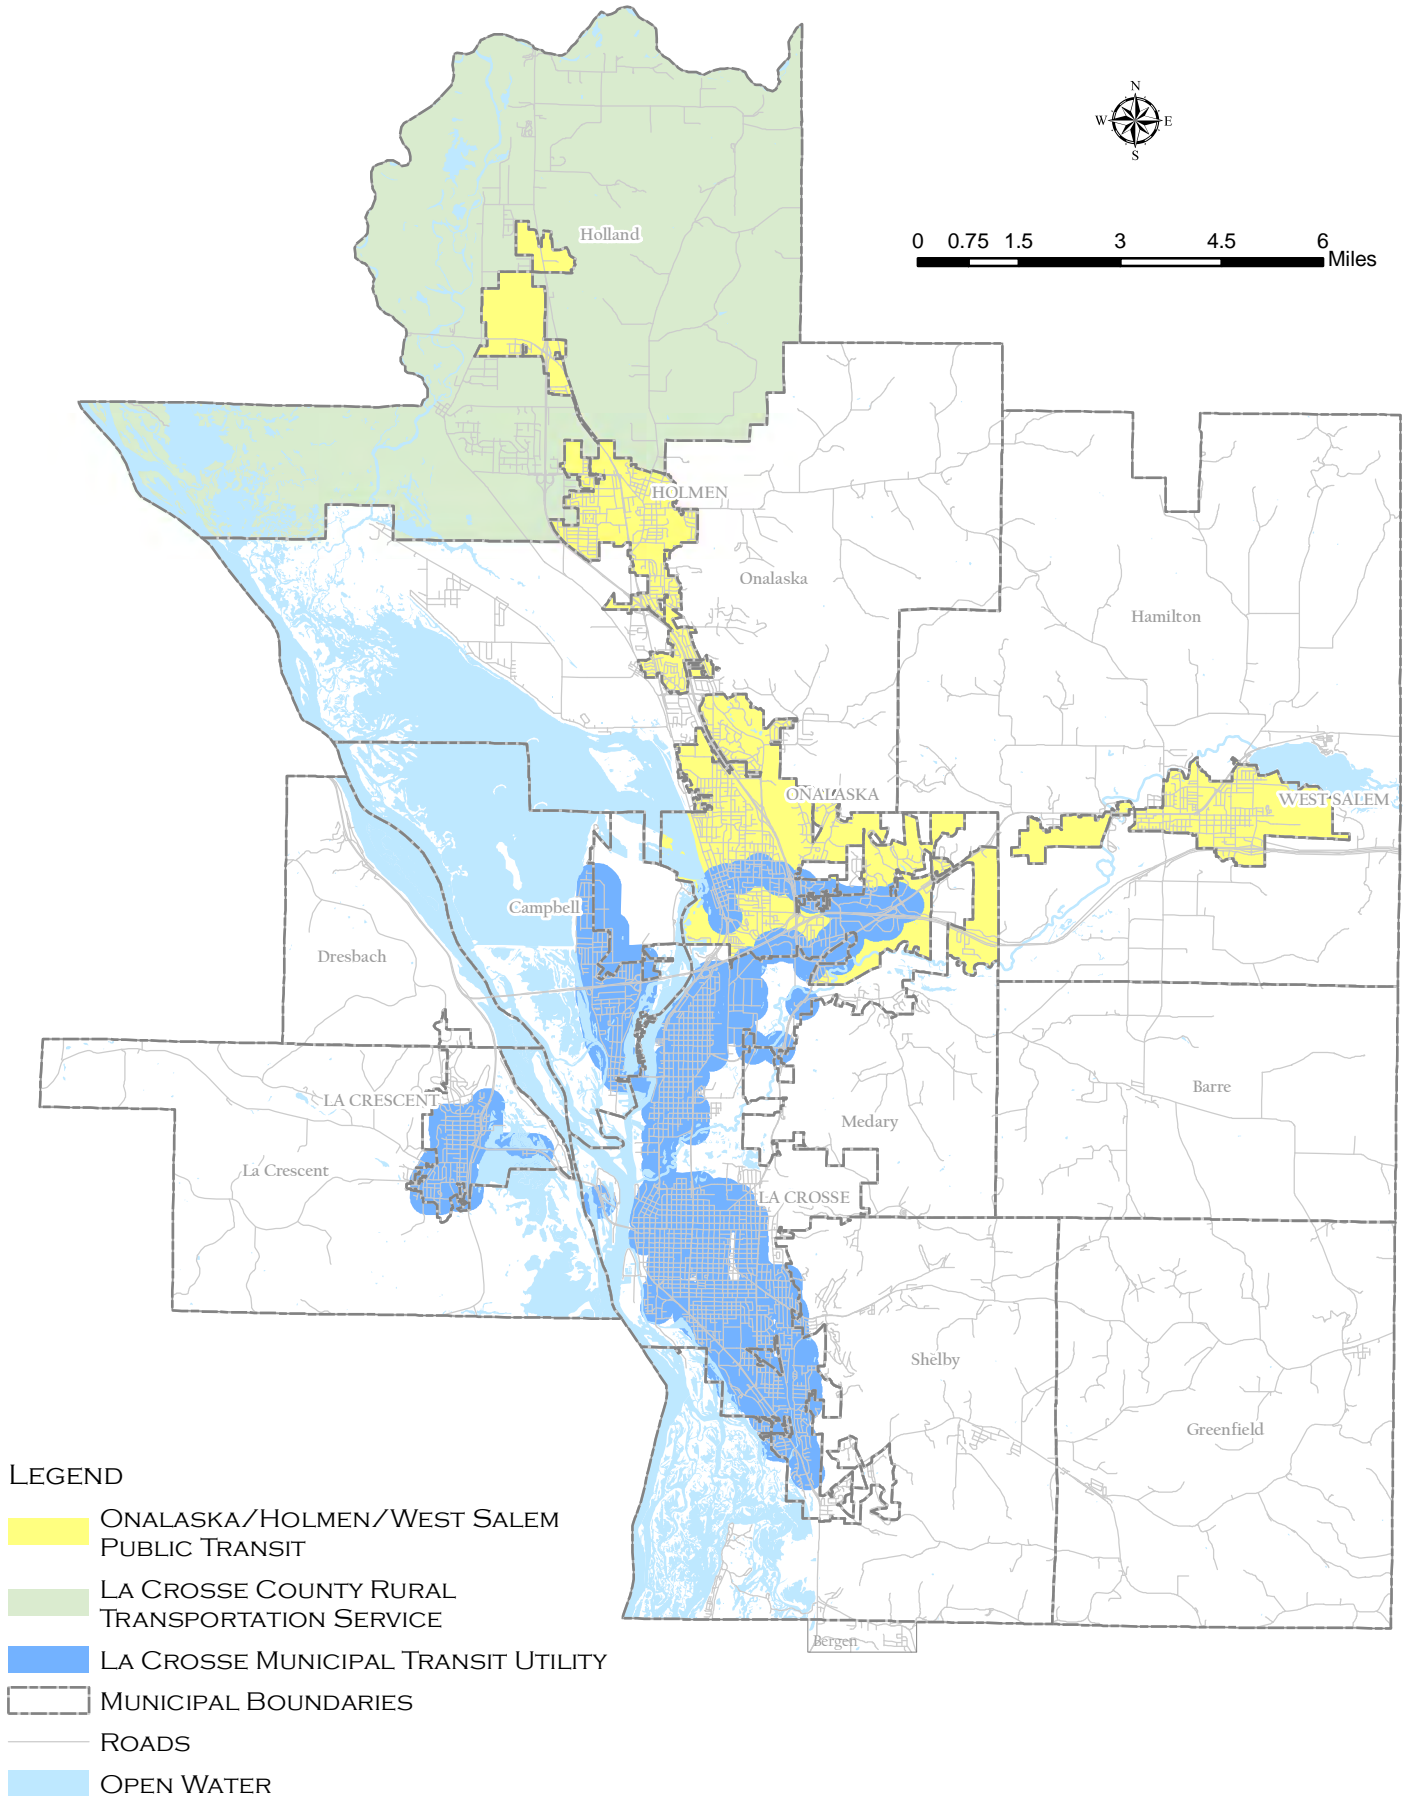 N
W E
S
0 0.75 1.5 3 4.5 6
Miles
Holland
HOLMEN
Onalaska
Hamilton
ONALASKA
WEST SALEM
Campbell
Dresbach
LA CRESCENT
Barre
Medary
La Crescent
LA CROSSE
Shelby
Greenfield
Bergen
LEGEND
ONALASKA/HOLMEN/WEST SALEM
PUBLIC TRANSIT
LA CROSSE COUNTY RURAL
TRANSPORTATION SERVICE
LA CROSSE MUNICIPAL TRANSIT UTILITY
MUNICIPAL BOUNDARIES
ROADS
OPEN WATER